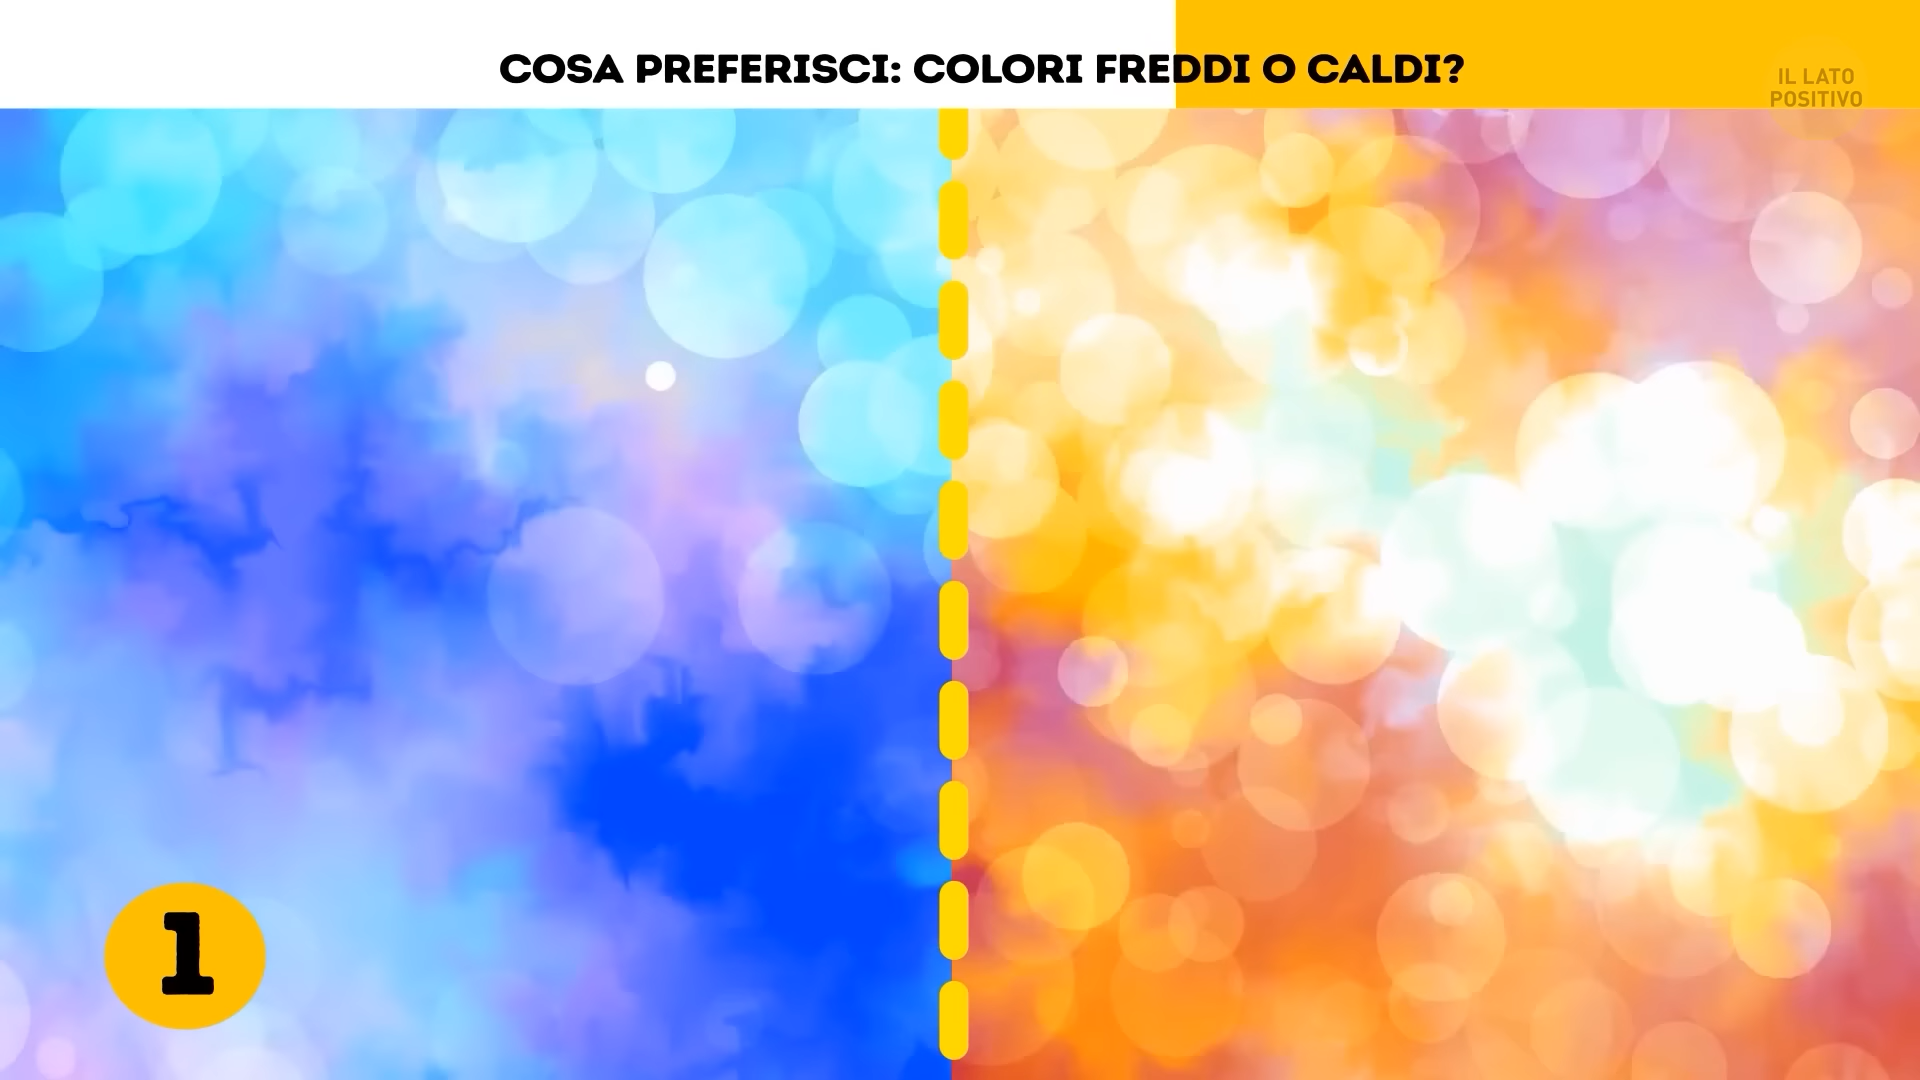 COSA PREFERISCI: COLORI FREDDI O CALDI?
IL LATO
POSITIVO
1